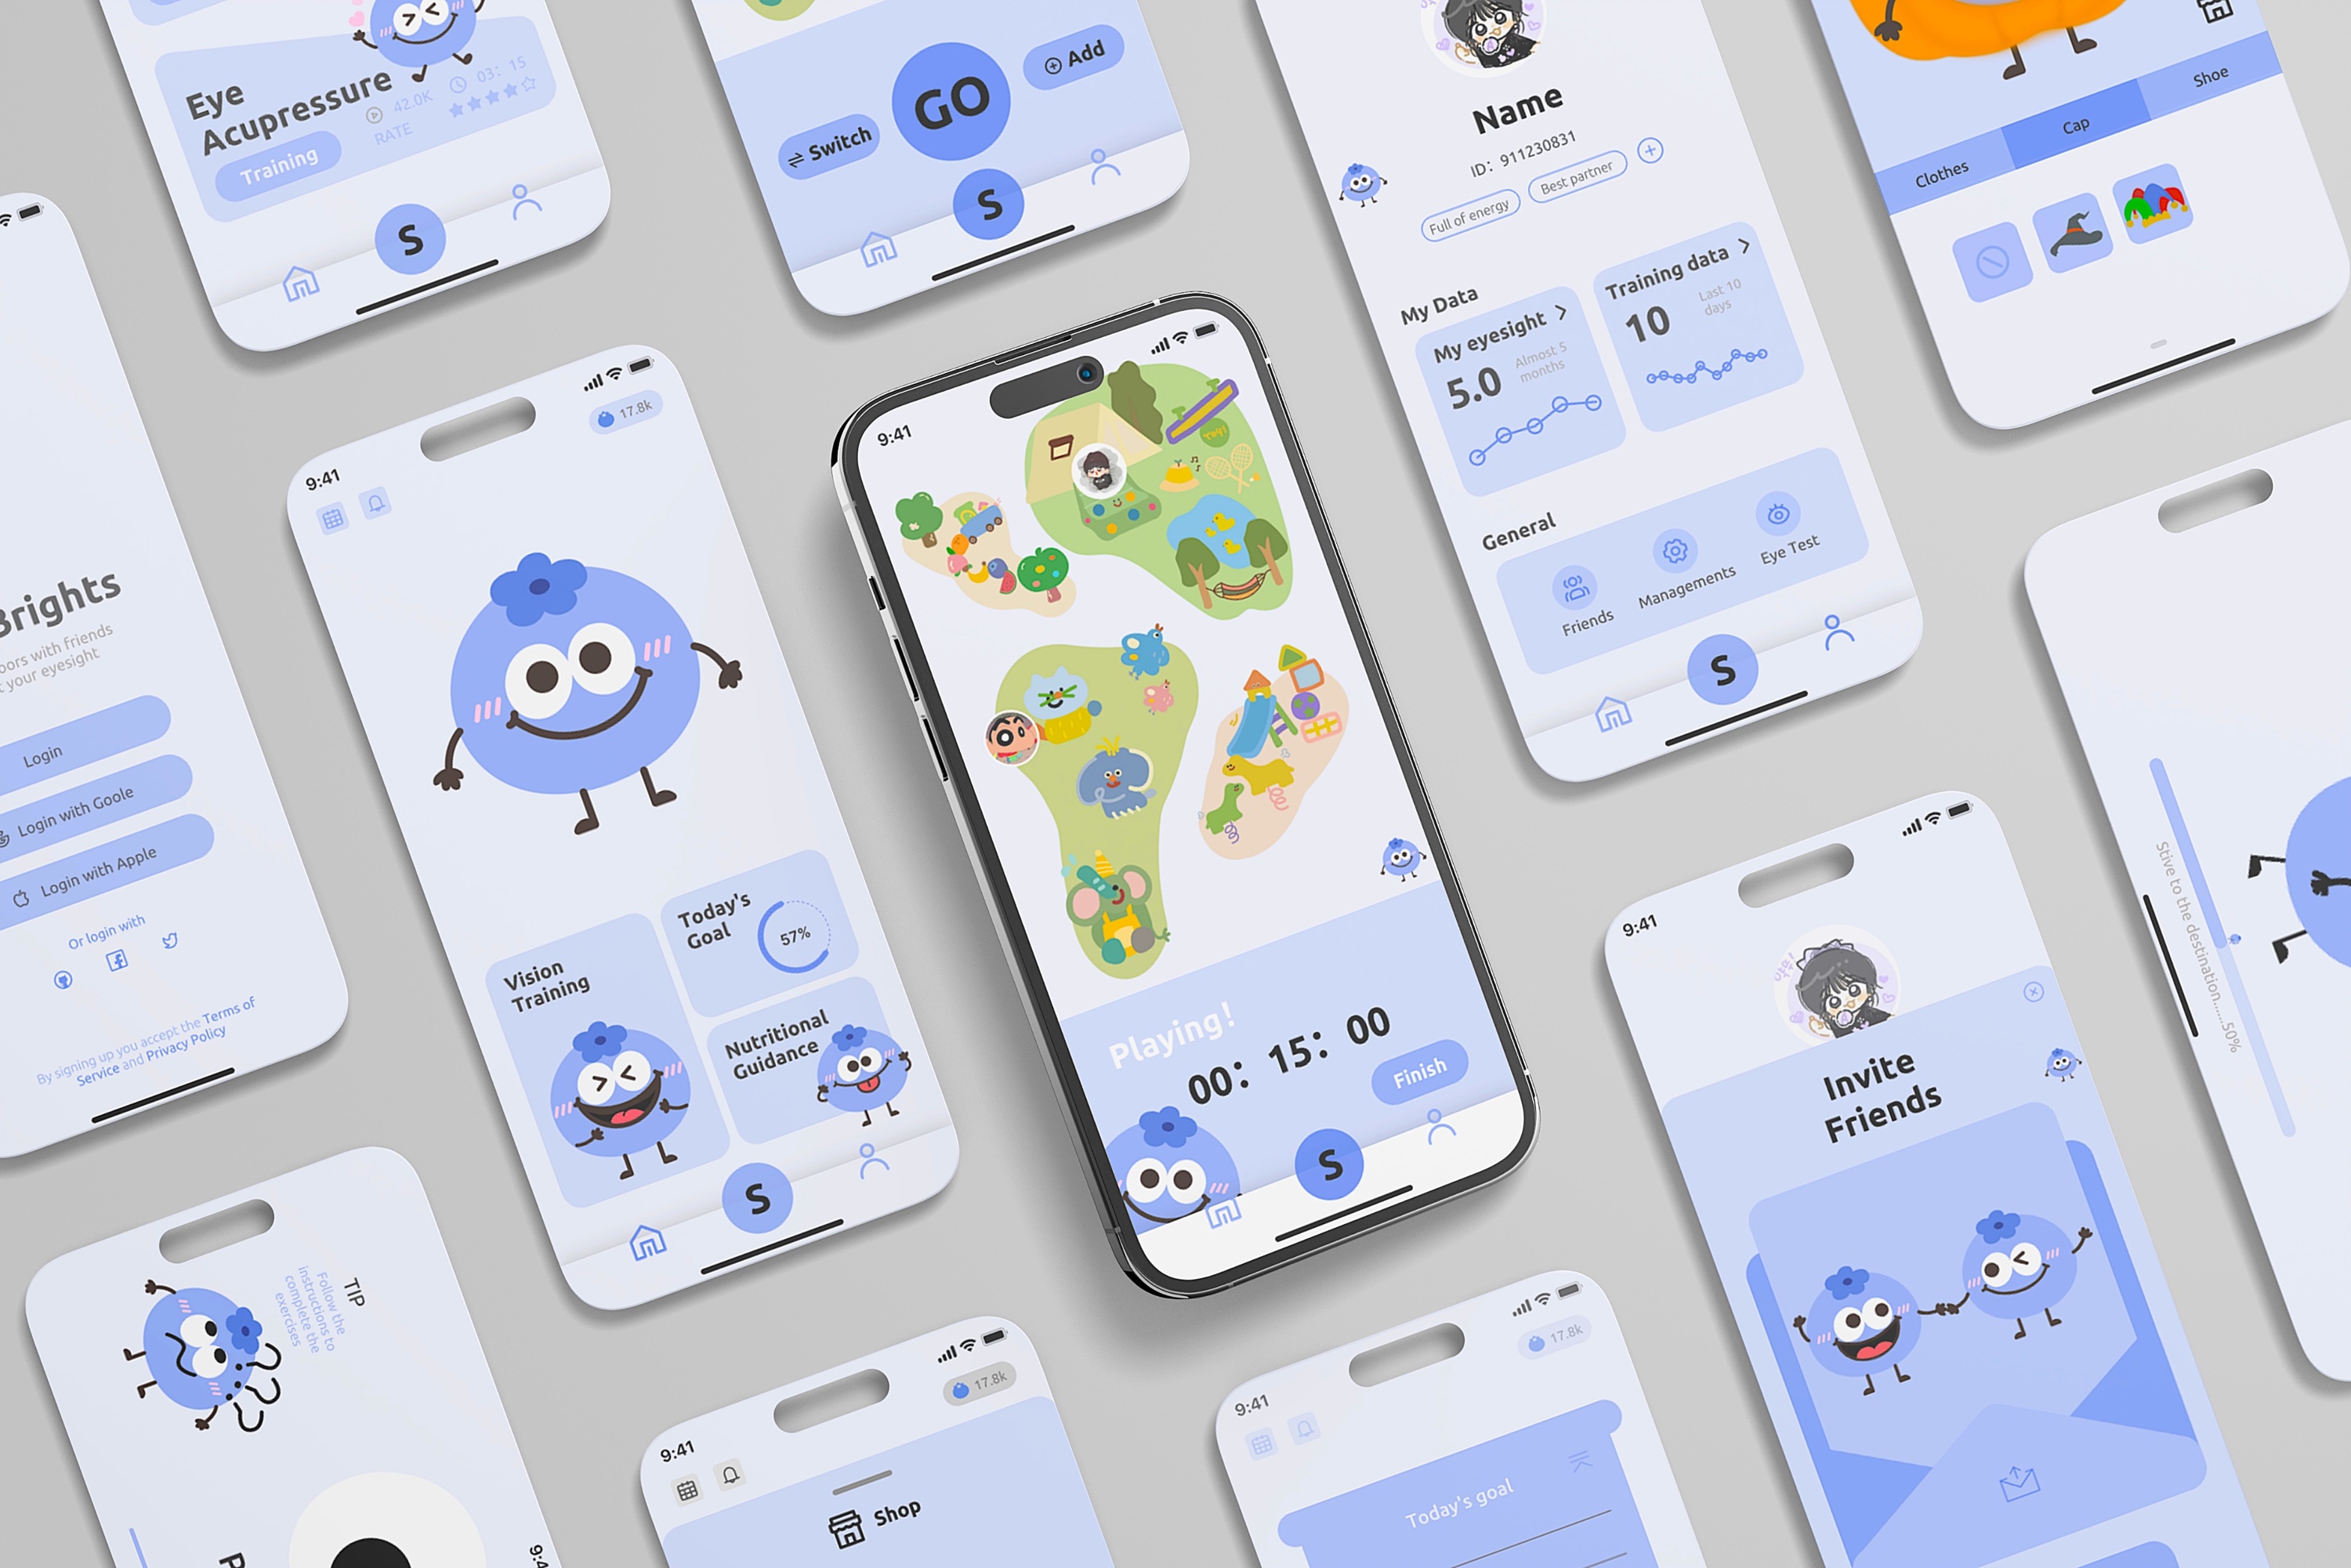 Eye
Acupressure
42.0K
03: 15
RATE
Training
S
GO
Add
Switch
S
Name
ID: 911230831
Full of energy
Best partner
My Data
My eyesight
5.0
Almost 5
months
Training data
10
Last 10
days
General
Friends
Managements
Eye Test
S
Clothes
Cap
Shoe
Brights
oors with friends
your eyesight
Login
Login with Goole
Login with Apple
Or login with
By signing up you accept the Terms of
Service and Privacy Policy
9:41
17.8k
Vision
Training
Today's
Goal
57%
Nutritional
Guidance
S
9:41
TOYS
Playing!
00: 15: 00
Finish
S
Stive to the destination......50%
9:41
Invite
Friends
TIP
Follow the
instructions to
complete the
exercises
9:41
17.8k
Shop
9:41
17.8k
Today's goal